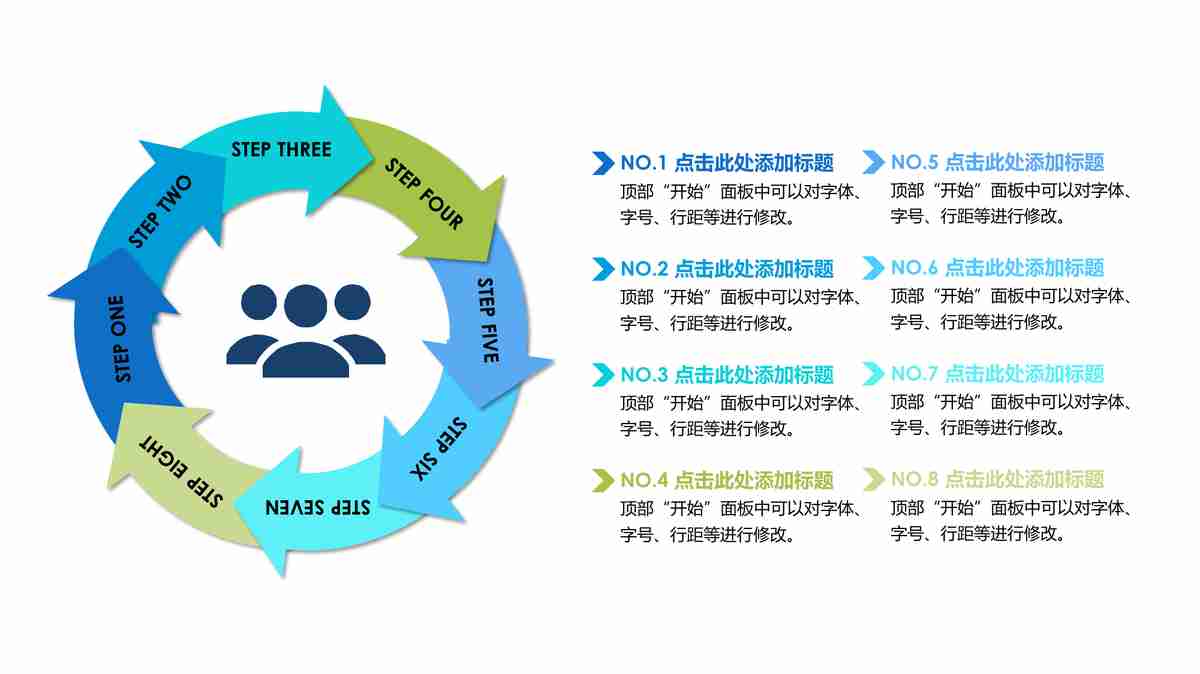 STEP ONE
STEP TWO
STEP THREE
STEP FOUR
STEP FIVE
STEP SIX
STEP SEVEN
STEP EIGHT
NO.1 点击此处添加标题
顶部“开始”面板中可以对字体、
字号、行距等进行修改。
NO.2 点击此处添加标题
顶部“开始”面板中可以对字体、
字号、行距等进行修改。
NO.3 点击此处添加标题
顶部“开始”面板中可以对字体、
字号、行距等进行修改。
NO.4 点击此处添加标题
顶部“开始”面板中可以对字体、
字号、行距等进行修改。
NO.5 点击此处添加标题
顶部“开始”面板中可以对字体、
字号、行距等进行修改。
NO.6 点击此处添加标题
顶部“开始”面板中可以对字体、
字号、行距等进行修改。
NO.7 点击此处添加标题
顶部“开始”面板中可以对字体、
字号、行距等进行修改。
NO.8 点击此处添加标题
顶部“开始”面板中可以对字体、
字号、行距等进行修改。